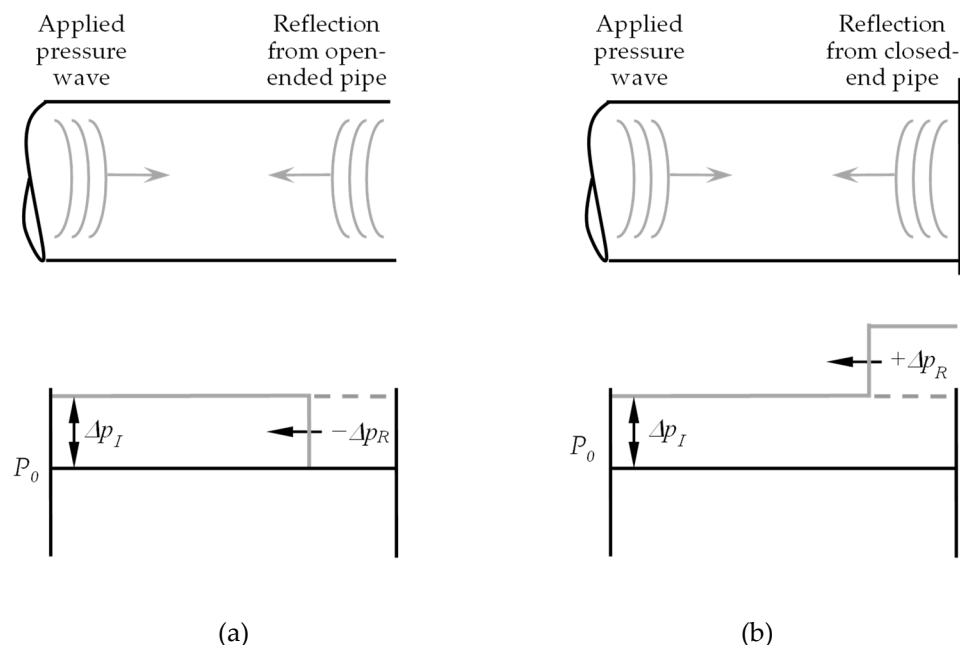 Applied
pressure
wave
Reflection
from open-
ended pipe
Applied
pressure
wave
Reflection
from closed-
end pipe
Δp_I
−Δp_R
P_0
+Δp_R
Δp_I
P_0
(a)
(b)